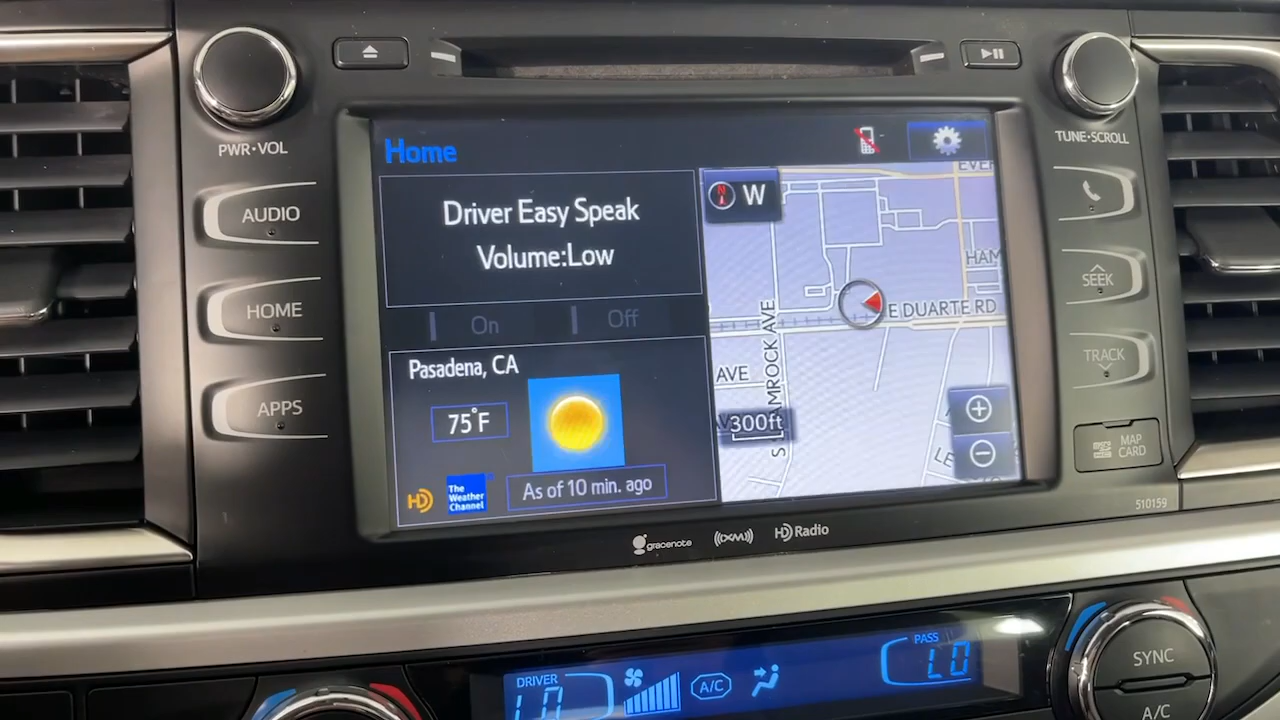 PWR•VOL
AUDIO
HOME
APPS
Home
Driver Easy Speak
Volume:Low
On
Off
Pasadena, CA
75°F
HD
The
Weather
Channel
As of 10 min. ago
N
W
HAM
E DUARTE RD
AVE
300ft
TUNE•SCROLL
SEEK
TRACK
MAP
CARD
510159
gracenote
((XM))
HD Radio
DRIVER
LO
A/C
PASS
LO
SYNC
A/C